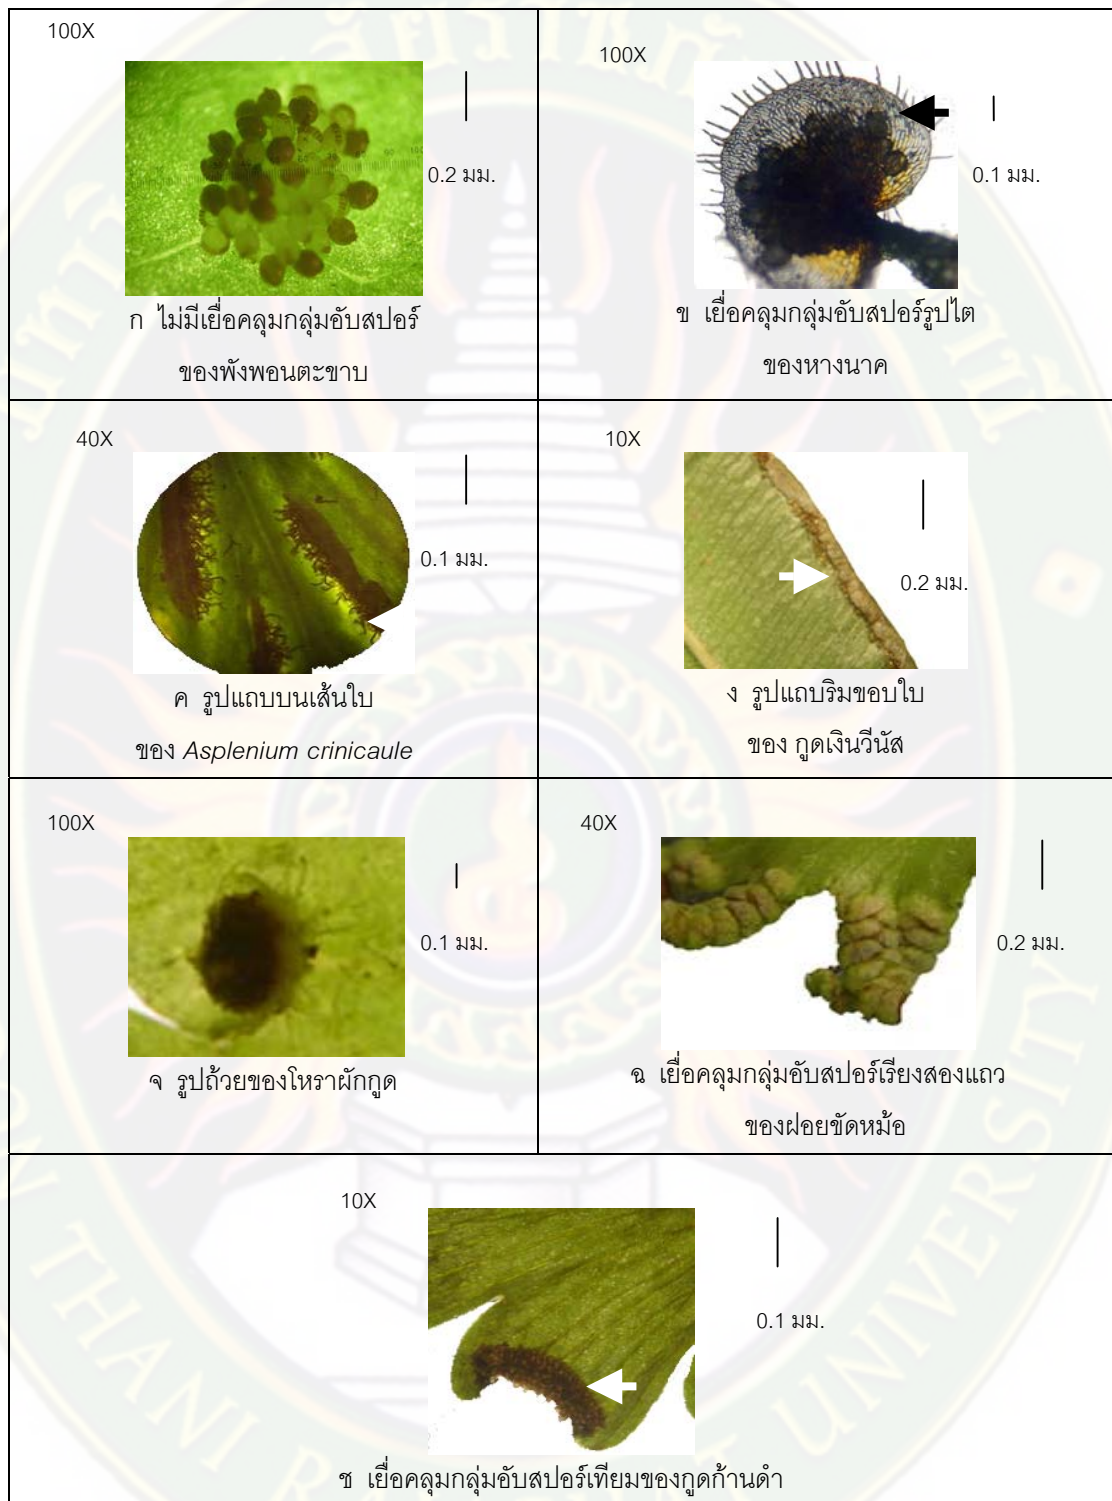 100X
0.2 มม.
ก ไม่มีเยื่อคลุมกลุ่มอับสปอร์
ของพังพอนตะขาบ
100X
0.1 มม.
ข เยื่อคลุมกลุ่มอับสปอร์รูปไต
ของหางนาค
40X
0.1 มม.
ค รูปแถบบนเส้นใบ
ของ Asplenium crinicaule
10X
0.2 มม.
ง รูปแถบริมขอบใบ
ของ กูดเงินวีนัส
100X
0.1 มม.
จ รูปถ้วยของโหราผักกูด
40X
0.2 มม.
ฉ เยื่อคลุมกลุ่มอับสปอร์เรียงสองแถว
ของฝอยขัดหม้อ
10X
0.1 มม.
ช เยื่อคลุมกลุ่มอับสปอร์เทียมของกูดก้านดำ
THANI
UNIVERSITY